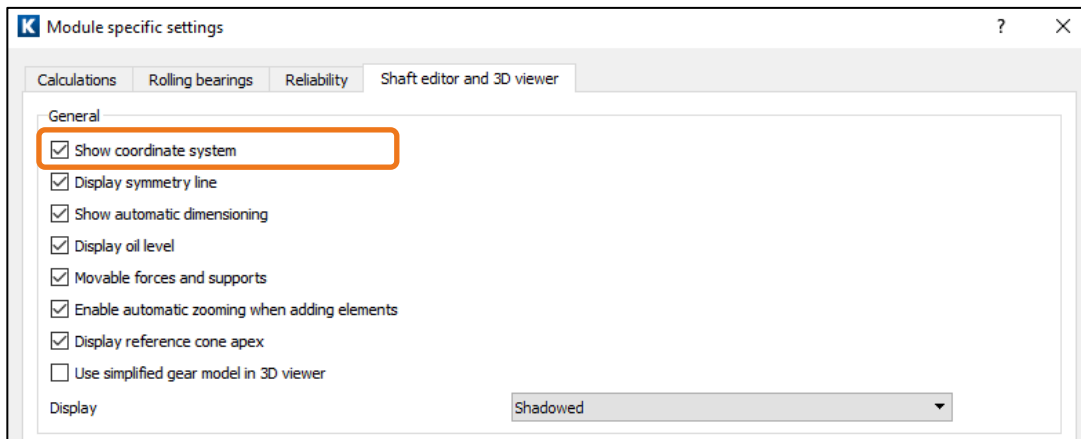 K Module specific settings ? X
Calculations Rolling bearings Reliability Shaft editor and 3D viewer
General
Show coordinate system
Display symmetry line
Show automatic dimensioning
Display oil level
Movable forces and supports
Enable automatic zooming when adding elements
Display reference cone apex
Use simplified gear model in 3D viewer
Display Shadowed